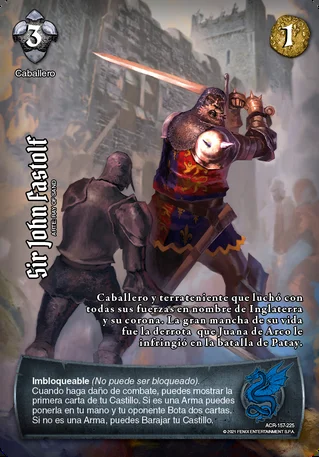 3
1
Caballero
Sir John Fastolf
ARTE: RAY OF SAND
Caballero y terrateniente que luchó con
todas sus fuerzas en nombre de Inglaterra
y su corona. La gran mancha de su vida
fue la derrota que Juana de Arco le
infringió en la batalla de Patay.
Imbloqueable (No puede ser bloqueado).
Cuando haga daño de combate, puedes mostrar la
primera carta de tu Castillo. Si es una Arma puedes
ponerla en tu mano y tu oponente Bota dos cartas.
Si no es una Arma, puedes Barajar tu Castillo.
ACR-157-225
© 2021 FENIX ENTERTAINMENT S.P.A.